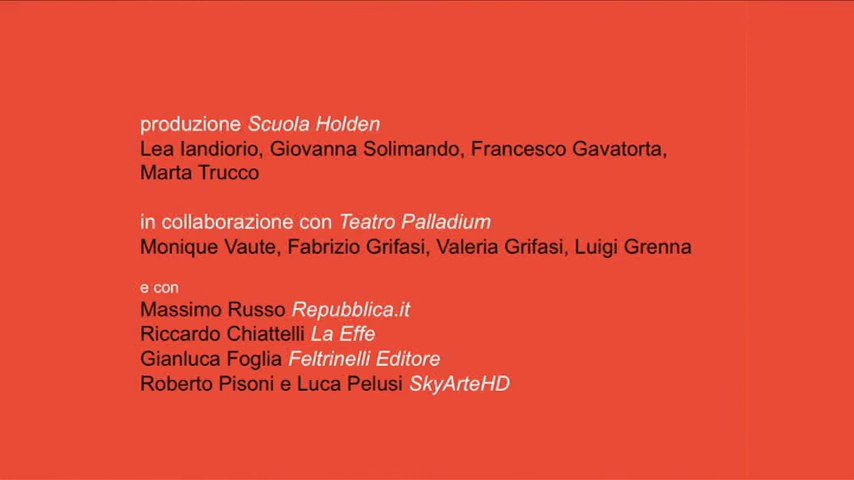 produzione Scuola Holden
Lea Iandiorio, Giovanna Solimando, Francesco Gavatorta,
Marta Trucco
in collaborazione con Teatro Palladium
Monique Vaute, Fabrizio Grifasi, Valeria Grifasi, Luigi Grenna
e con
Massimo Russo Repubblica.it
Riccardo Chiattelli La Effe
Gianluca Foglia Feltrinelli Editore
Roberto Pisoni e Luca Pelusi SkyArteHD